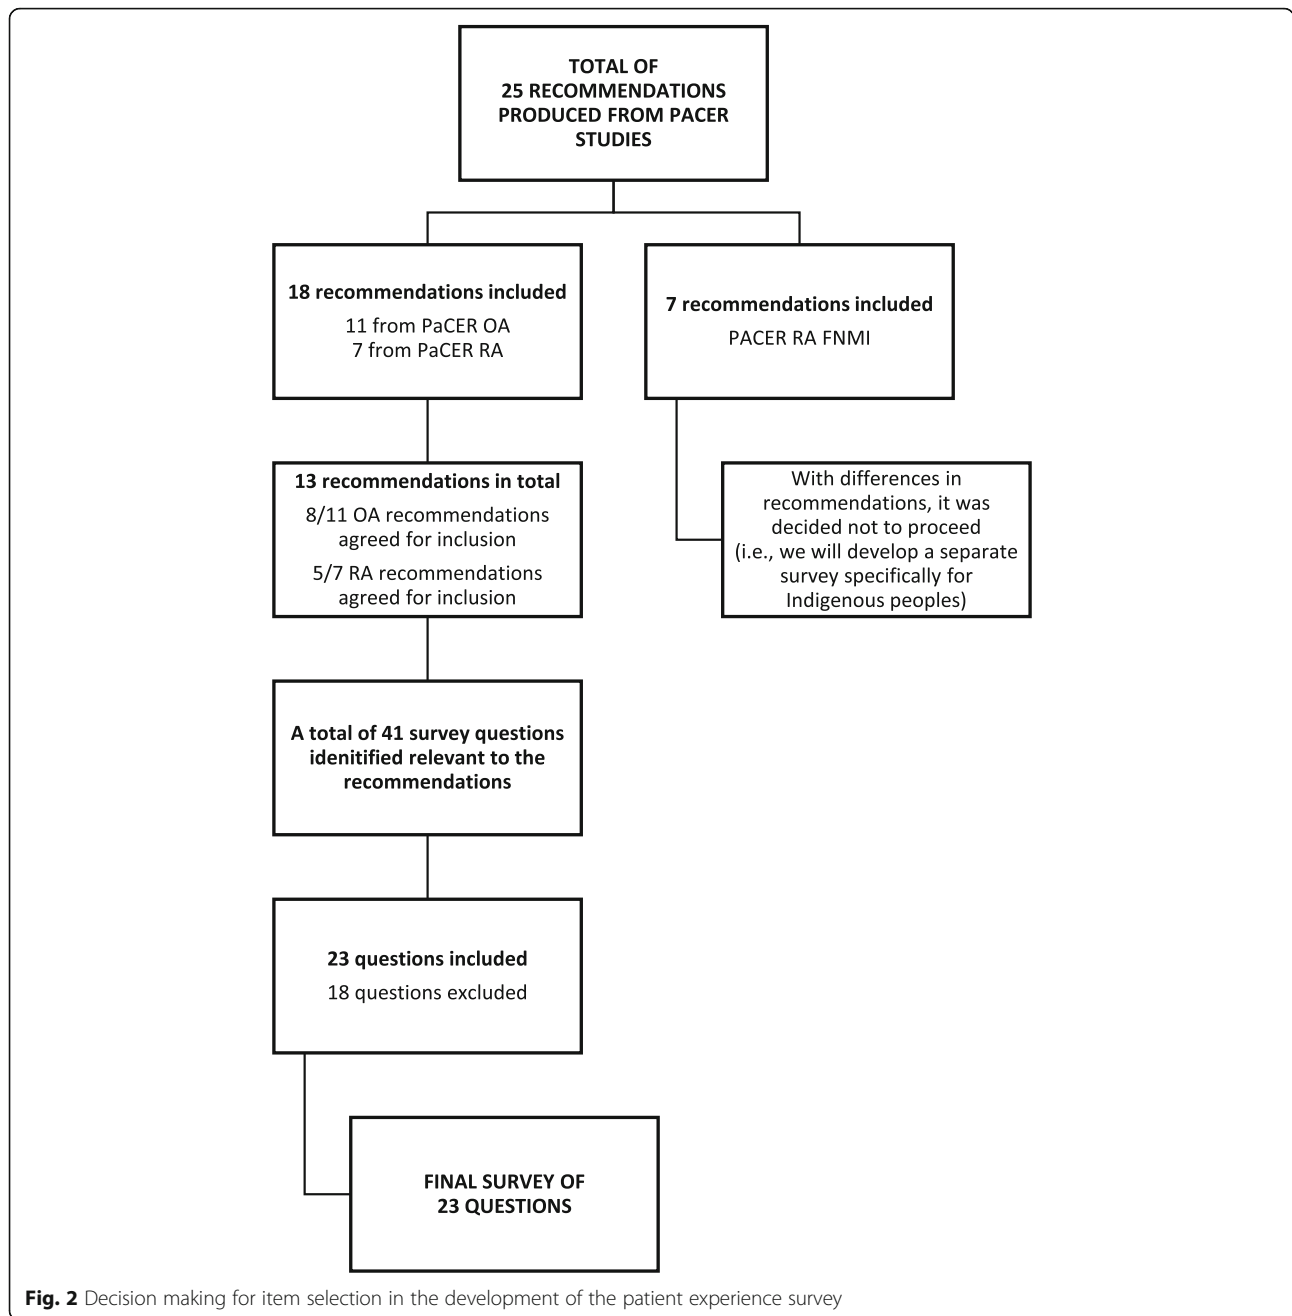 TOTAL OF
25 RECOMMENDATIONS
PRODUCED FROM PACER
STUDIES
18 recommendations included
11 from PaCER OA
7 from PaCER RA
7 recommendations included
PACER RA FNMI
13 recommendations in total
8/11 OA recommendations
agreed for inclusion
5/7 RA recommendations
agreed for inclusion
With differences in
recommendations, it was
decided not to proceed
(i.e., we will develop a separate
survey specifically for
Indigenous peoples)
A total of 41 survey questions
idenitified relevant to the
recommendations
23 questions included
18 questions excluded
FINAL SURVEY OF
23 QUESTIONS
Fig. 2 Decision making for item selection in the development of the patient experience survey